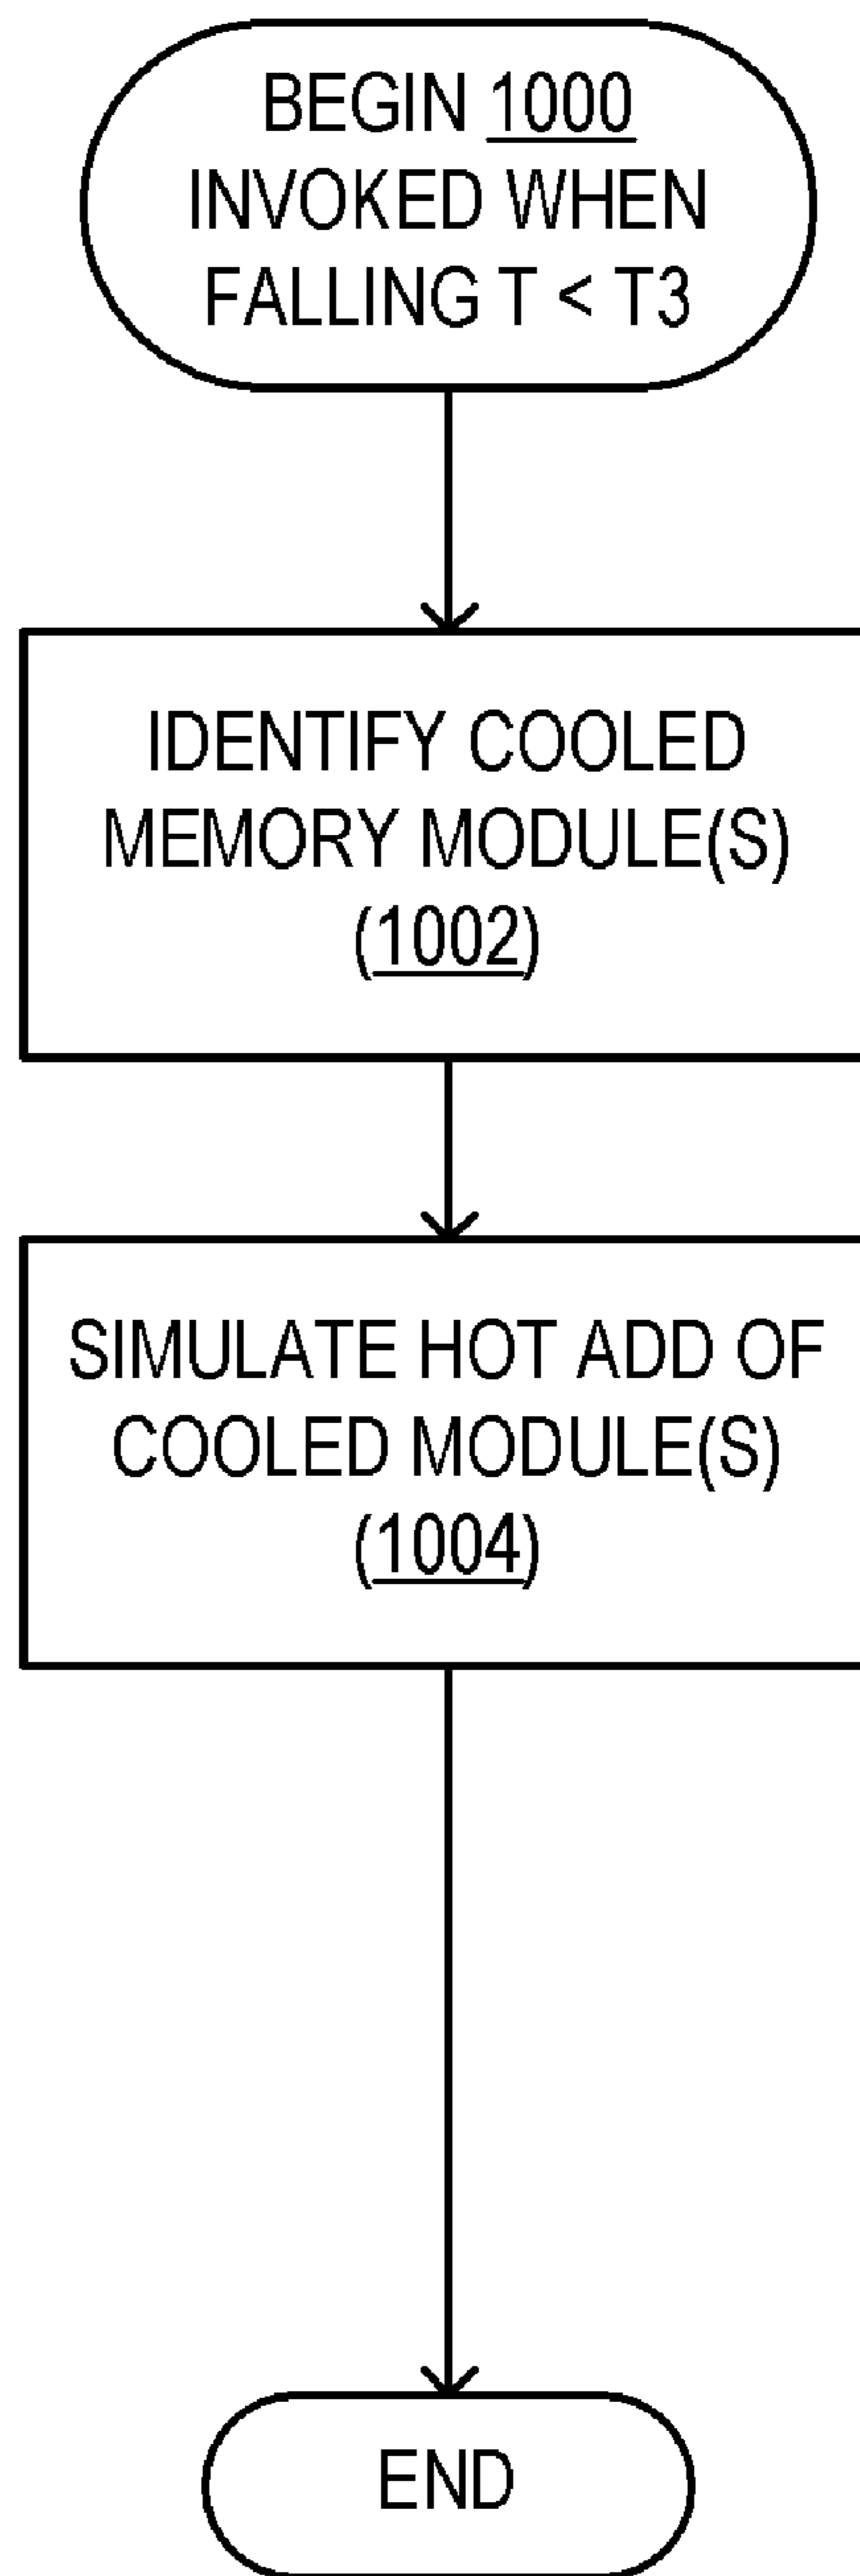 BEGIN 1000
INVOKED WHEN
FALLING T < T3
IDENTIFY COOLED
MEMORY MODULE(S)
(1002)
SIMULATE HOT ADD OF
COOLED MODULE(S)
(1004)
END